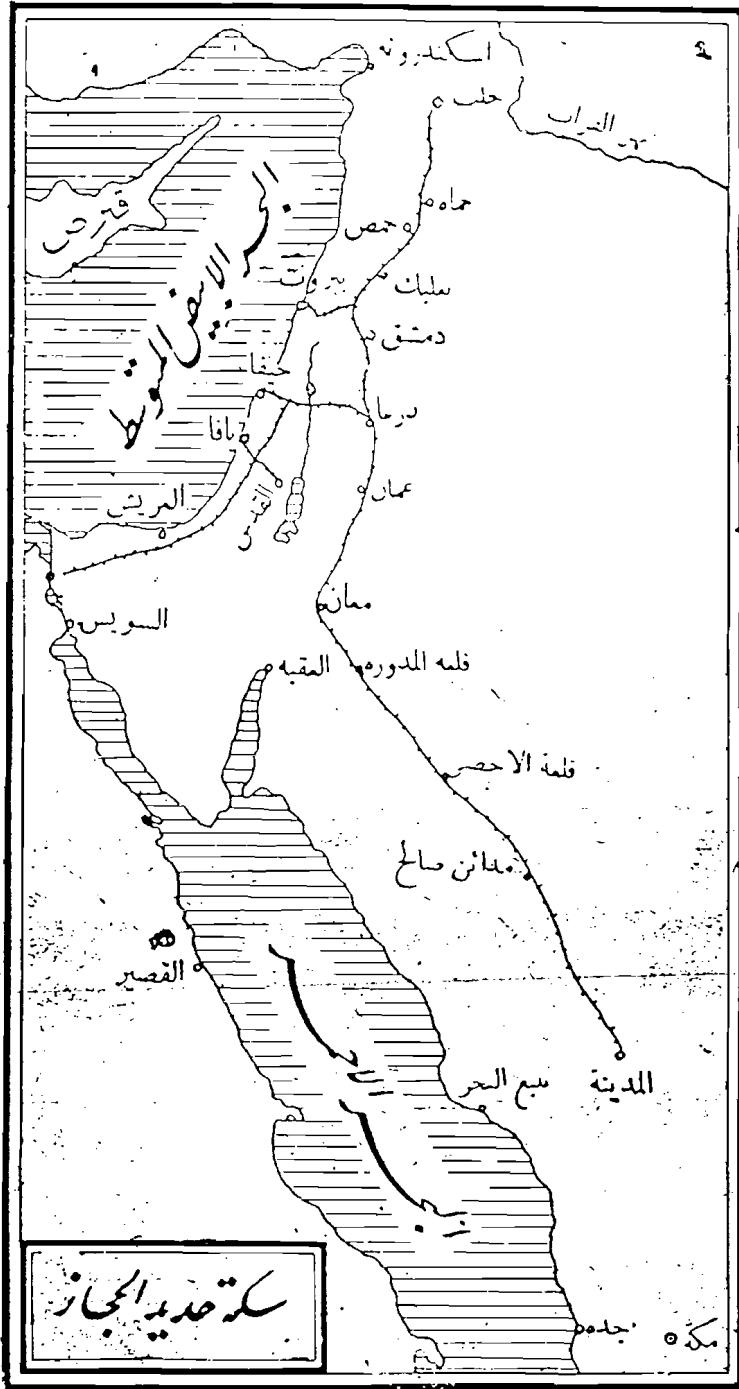 اسكندرونه
حلب
نهر الفرات
حماه
حمص
قبرص
البحر الابيض المتوسط
بيروت
بعلبك
دمشق
حيفا
درعا
يافا
القدس
عمان
العريش
معان
السويس
العقبه
قلعه المدوره
قلعة الاخضر
مدائن صالح
القصير
المدينة
ينبع البحر
البحر الاحمر
جده
مكة
سكة حديد الحجاز